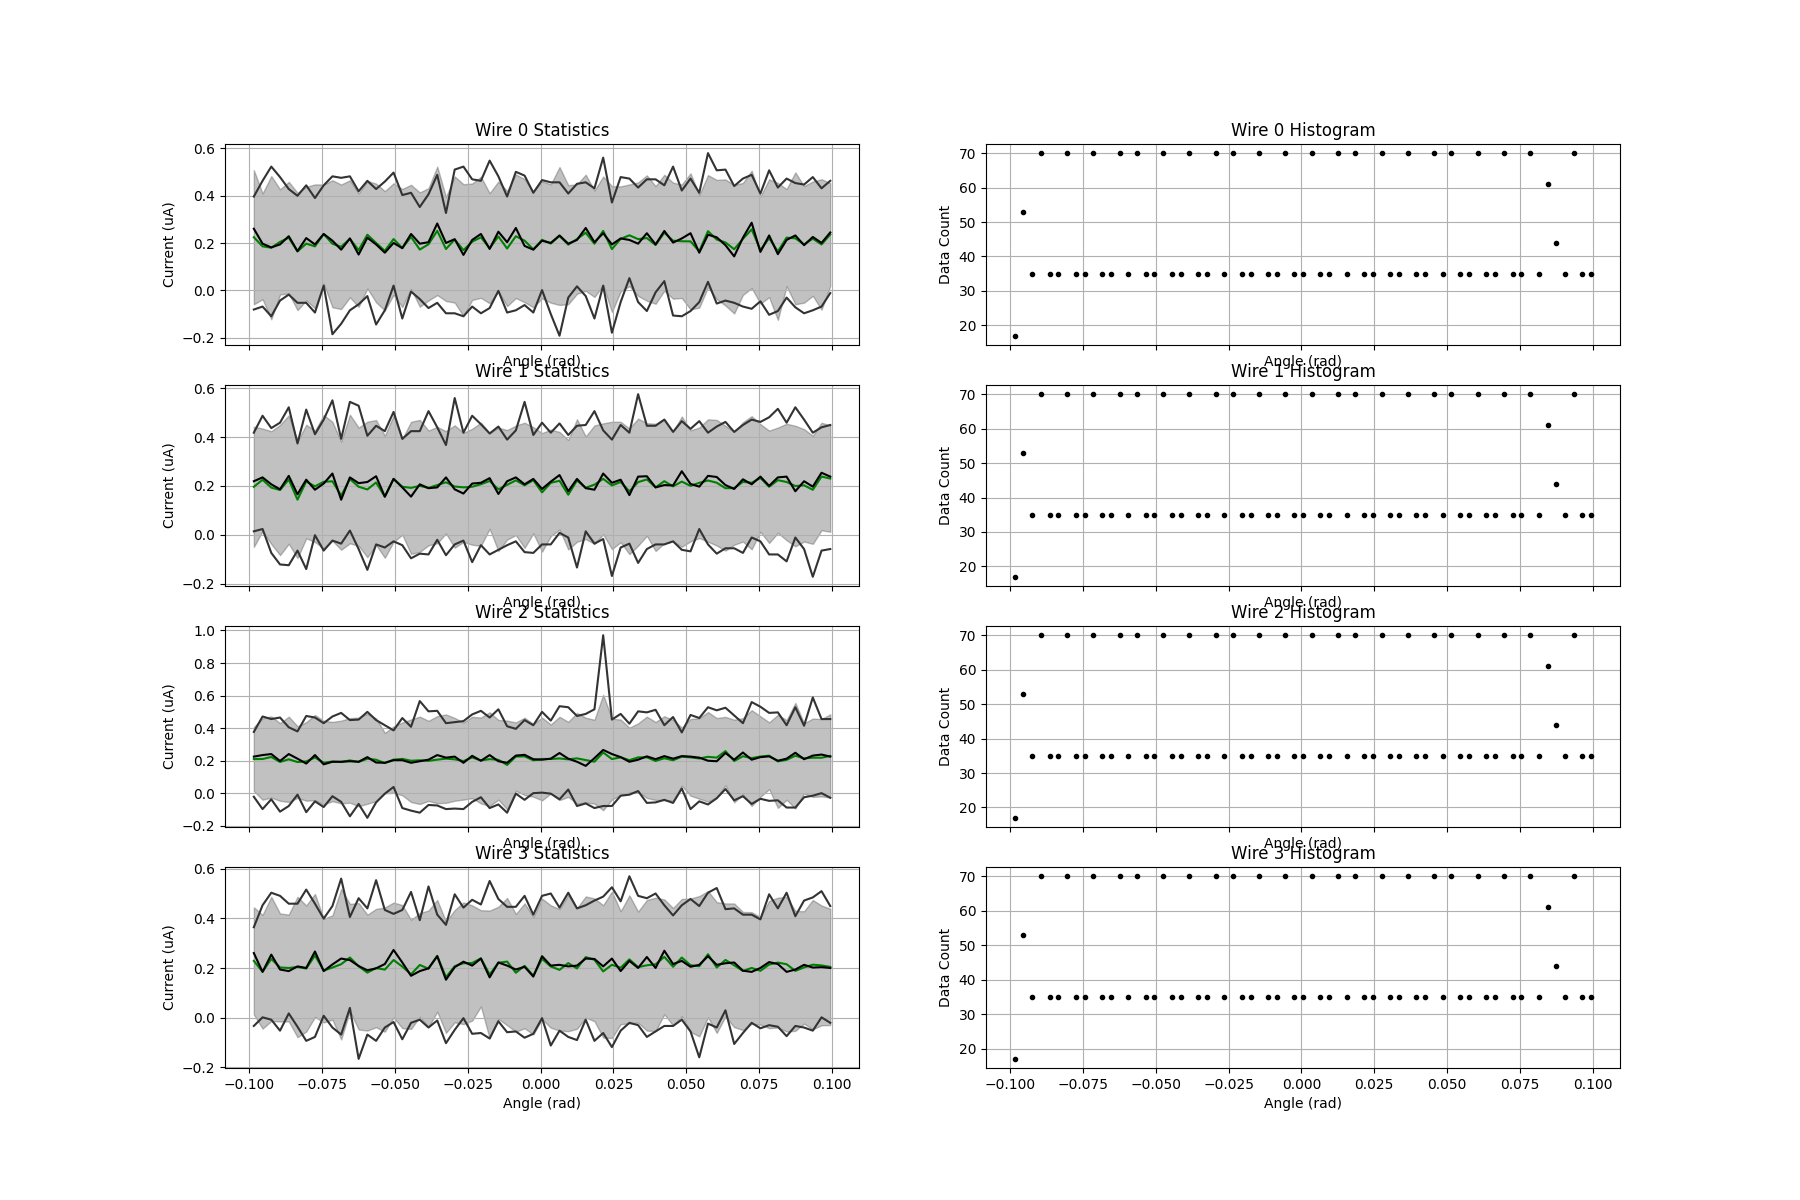 Wire 0 Statistics
0.6
0.4
0.2
0.0
−0.2
Current (uA)
Angle (rad)
Wire 0 Histogram
70
60
50
40
30
20
Data Count
Angle (rad)
Wire 1 Statistics
0.6
0.4
0.2
0.0
−0.2
Current (uA)
Angle (rad)
Wire 1 Histogram
70
60
50
40
30
20
Data Count
Angle (rad)
Wire 2 Statistics
1.0
0.8
0.6
0.4
0.2
0.0
−0.2
Current (uA)
Angle (rad)
Wire 2 Histogram
70
60
50
40
30
20
Data Count
Angle (rad)
Wire 3 Statistics
0.6
0.4
0.2
0.0
−0.2
Current (uA)
−0.100 −0.075 −0.050 −0.025 0.000 0.025 0.050 0.075 0.100
Angle (rad)
Wire 3 Histogram
70
60
50
40
30
20
Data Count
−0.100 −0.075 −0.050 −0.025 0.000 0.025 0.050 0.075 0.100
Angle (rad)